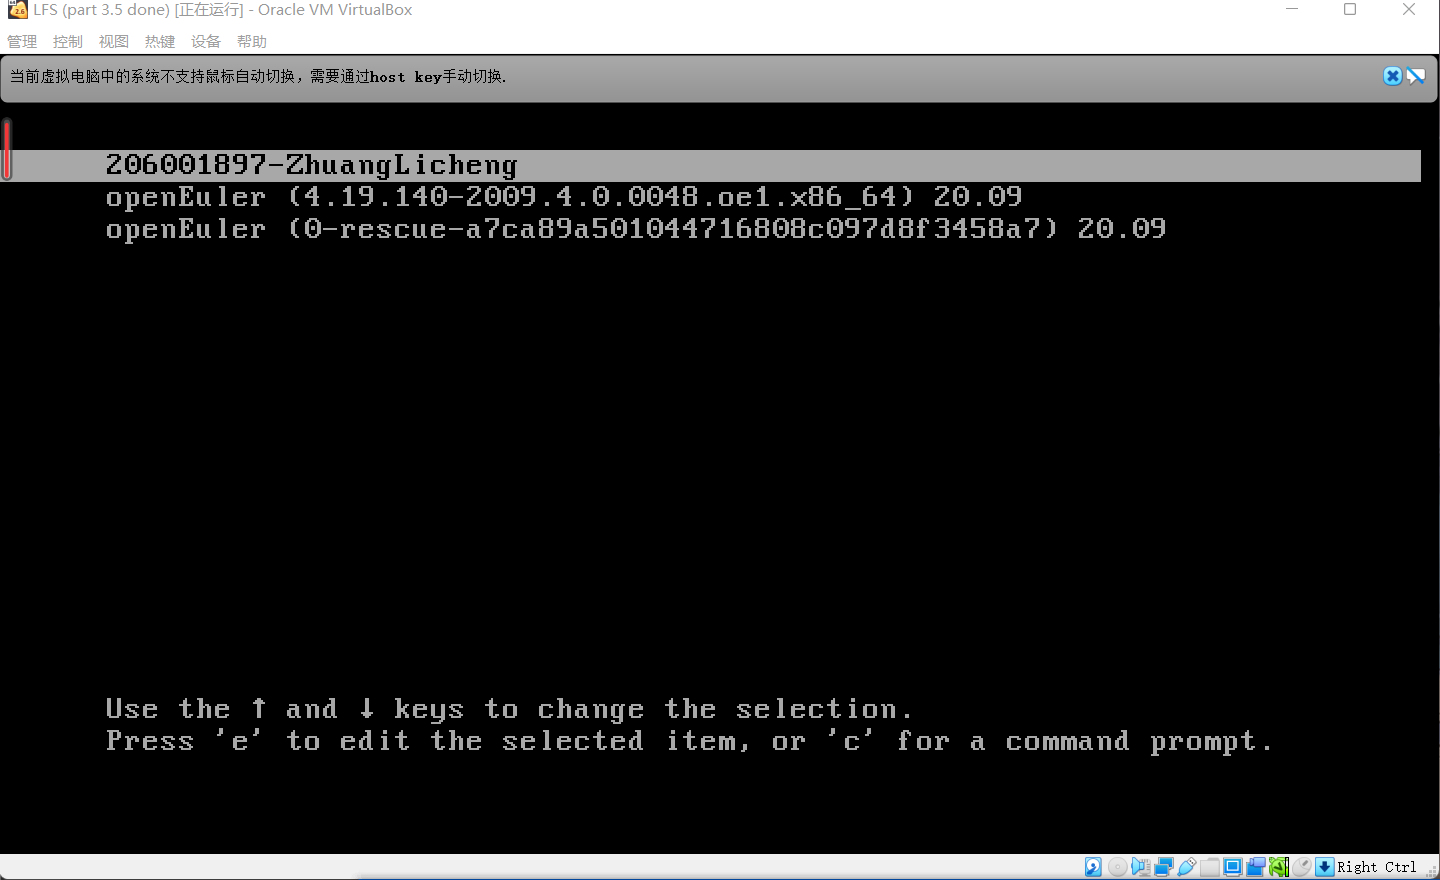 LFS (part 3.5 done) [正在运行] - Oracle VM VirtualBox
管理 控制 视图 热键 设备 帮助
当前虚拟电脑中的系统不支持鼠标自动切换，需要通过host key手动切换.
206001897-ZhuangLicheng
openEuler (4.19.140-2009.4.0.0048.oe1.x86_64) 20.09
openEuler (0-rescue-a7ca89a501044716808c097d8f3458a7) 20.09
Use the ↑ and ↓ keys to change the selection.
Press 'e' to edit the selected item, or 'c' for a command prompt.
Right Ctrl